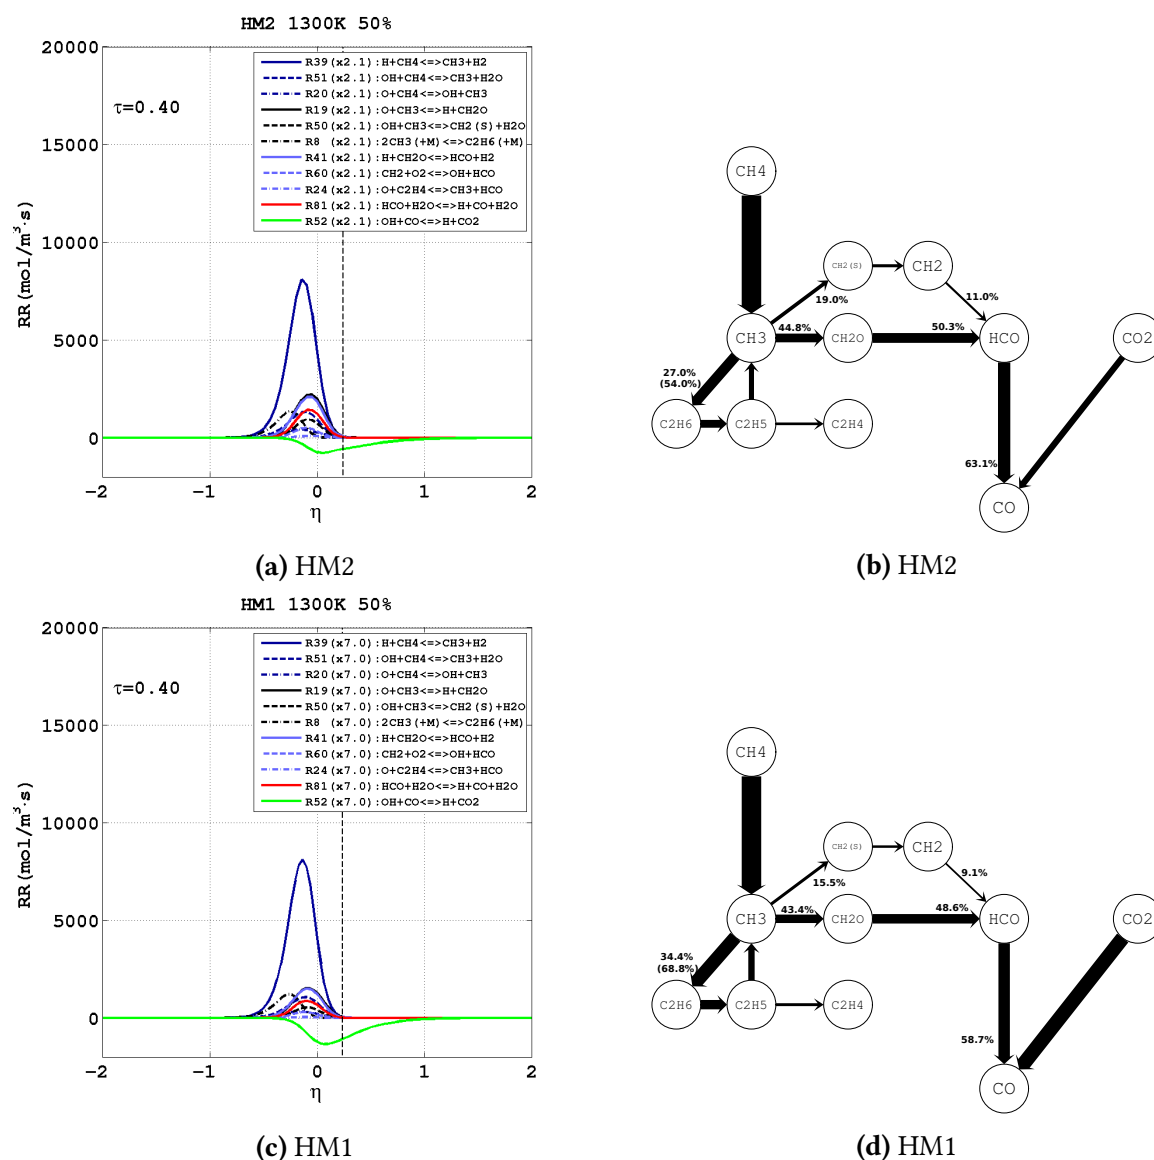 HM2 1300K 50%
20000
15000
10000
5000
0
RR(mol/m³·s)
τ=0.40
R39(x2.1):H+CH4<=>CH3+H2
R51(x2.1):OH+CH4<=>CH3+H2O
R20(x2.1):O+CH4<=>OH+CH3
R19(x2.1):O+CH3<=>H+CH2O
R50(x2.1):OH+CH3<=>CH2(S)+H2O
R8 (x2.1):2CH3(+M)<=>C2H6(+M)
R41(x2.1):H+CH2O<=>HCO+H2
R60(x2.1):CH2+O2<=>OH+HCO
R24(x2.1):O+C2H4<=>CH3+HCO
R81(x2.1):HCO+H2O<=>H+CO+H2O
R52(x2.1):OH+CO<=>H+CO2
−2 −1 0 1 2
η
(a) HM2
CH4
CH2(S) CH2
19.0% 11.0%
CH3 44.8% CH2O 50.3% HCO CO2
27.0%
(54.0%)
C2H6 C2H5 C2H4
63.1%
CO
(b) HM2
HM1 1300K 50%
20000
15000
10000
5000
0
RR(mol/m³·s)
τ=0.40
R39(x7.0):H+CH4<=>CH3+H2
R51(x7.0):OH+CH4<=>CH3+H2O
R20(x7.0):O+CH4<=>OH+CH3
R19(x7.0):O+CH3<=>H+CH2O
R50(x7.0):OH+CH3<=>CH2(S)+H2O
R8 (x7.0):2CH3(+M)<=>C2H6(+M)
R41(x7.0):H+CH2O<=>HCO+H2
R60(x7.0):CH2+O2<=>OH+HCO
R24(x7.0):O+C2H4<=>CH3+HCO
R81(x7.0):HCO+H2O<=>H+CO+H2O
R52(x7.0):OH+CO<=>H+CO2
−2 −1 0 1 2
η
(c) HM1
CH4
CH2(S) CH2
15.5% 9.1%
CH3 43.4% CH2O 48.6% HCO CO2
34.4%
(68.8%)
C2H6 C2H5 C2H4
58.7%
CO
(d) HM1